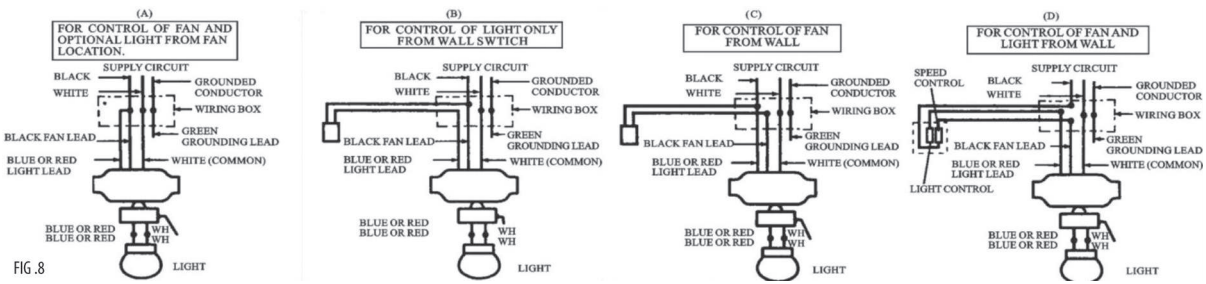 (A)
FOR CONTROL OF FAN AND
OPTIONAL LIGHT FROM FAN
LOCATION.
SUPPLY CIRCUIT
BLACK
WHITE
GROUNDED
CONDUCTOR
WIRING BOX
BLACK FAN LEAD
GREEN
GROUNDING LEAD
BLUE OR RED
LIGHT LEAD
WHITE (COMMON)
BLUE OR RED
BLUE OR RED
WH
WH
LIGHT
FIG .8
(B)
FOR CONTROL OF LIGHT ONLY
FROM WALL SWTICH
SUPPLY CIRCUIT
BLACK
WHITE
GROUNDED
CONDUCTOR
WIRING BOX
GREEN
GROUNDING LEAD
BLACK FAN LEAD
BLUE OR RED
LIGHT LEAD
WHITE (COMMON)
BLUE OR RED
BLUE OR RED
WH
WH
LIGHT
(C)
FOR CONTROL OF FAN
FROM WALL
SUPPLY CIRCUIT
BLACK
WHITE
GROUNDED
CONDUCTOR
WIRING BOX
GREEN
GROUNDING LEAD
BLACK FAN LEAD
BLUE OR RED
LIGHT LEAD
WHITE (COMMON)
BLUE OR RED
BLUE OR RED
WH
WH
LIGHT
(D)
FOR CONTROL OF FAN AND
LIGHT FROM WALL
SUPPLY CIRCUIT
SPEED
CONTROL
BLACK
WHITE
GROUNDED
CONDUCTOR
WIRING BOX
GREEN
GROUNDING LEAD
BLACK FAN LEAD
BLUE OR RED
LIGHT LEAD
WHITE (COMMON)
LIGHT CONTROL
BLUE OR RED
BLUE OR RED
WH
WH
LIGHT